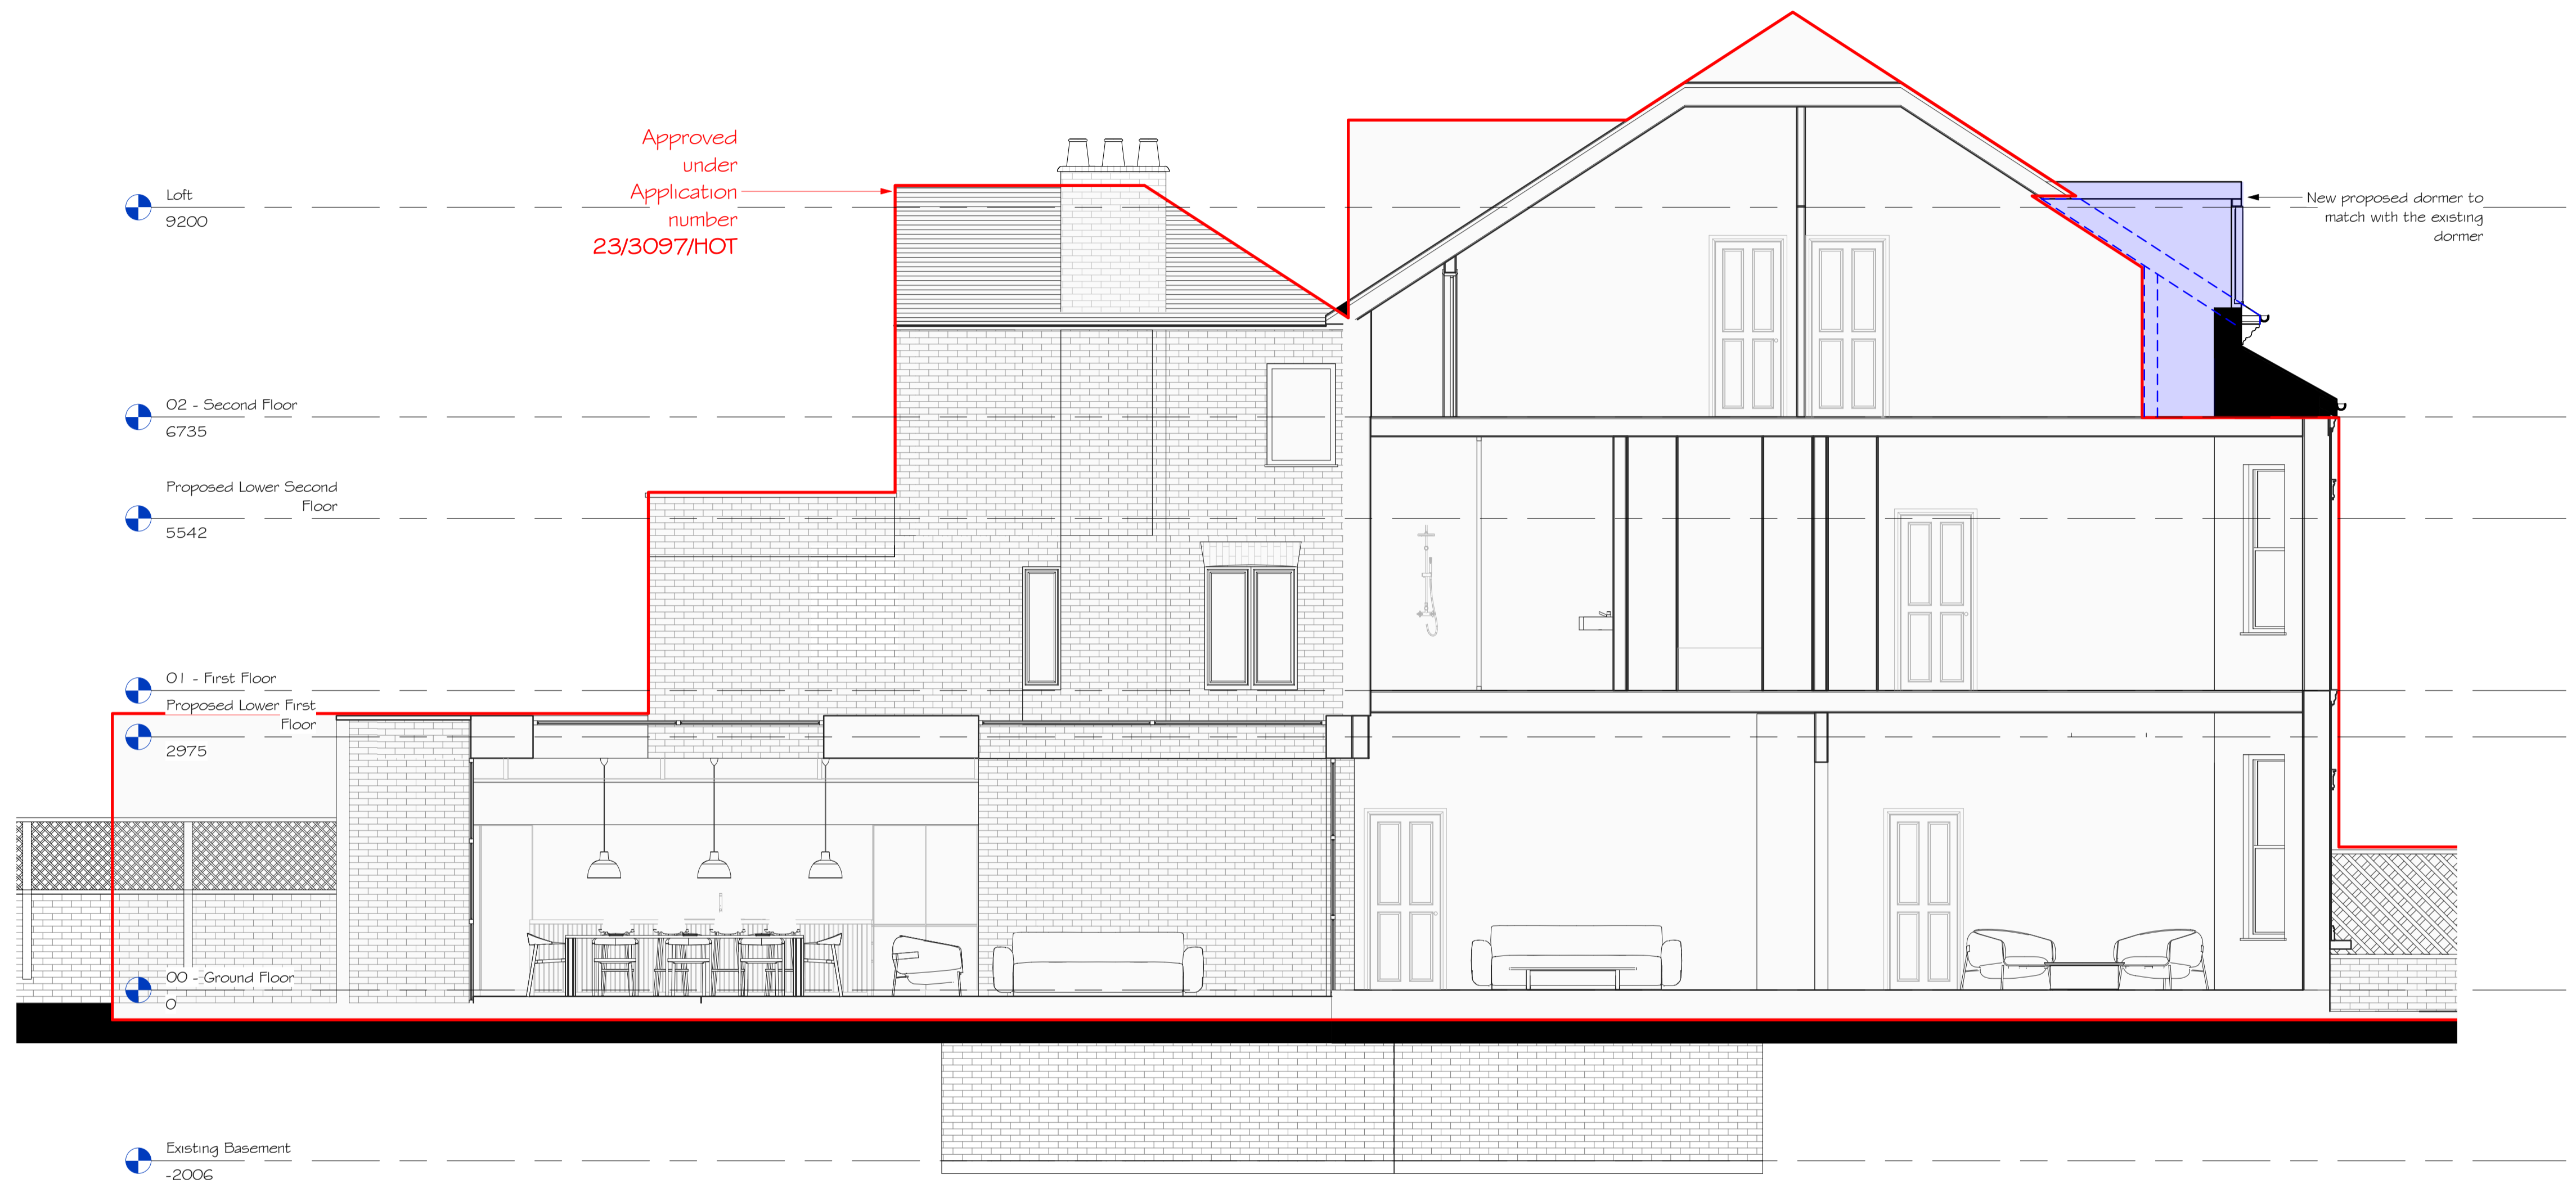 Approved
under
Application
number
23/3097/HOT
Loft
9200
New proposed dormer to
match with the existing
dormer
02 - Second Floor
6735
Proposed Lower Second
Floor
5542
01 - First Floor
Proposed Lower First
Floor
2975
00 - Ground Floor
0
Existing Basement
-2006